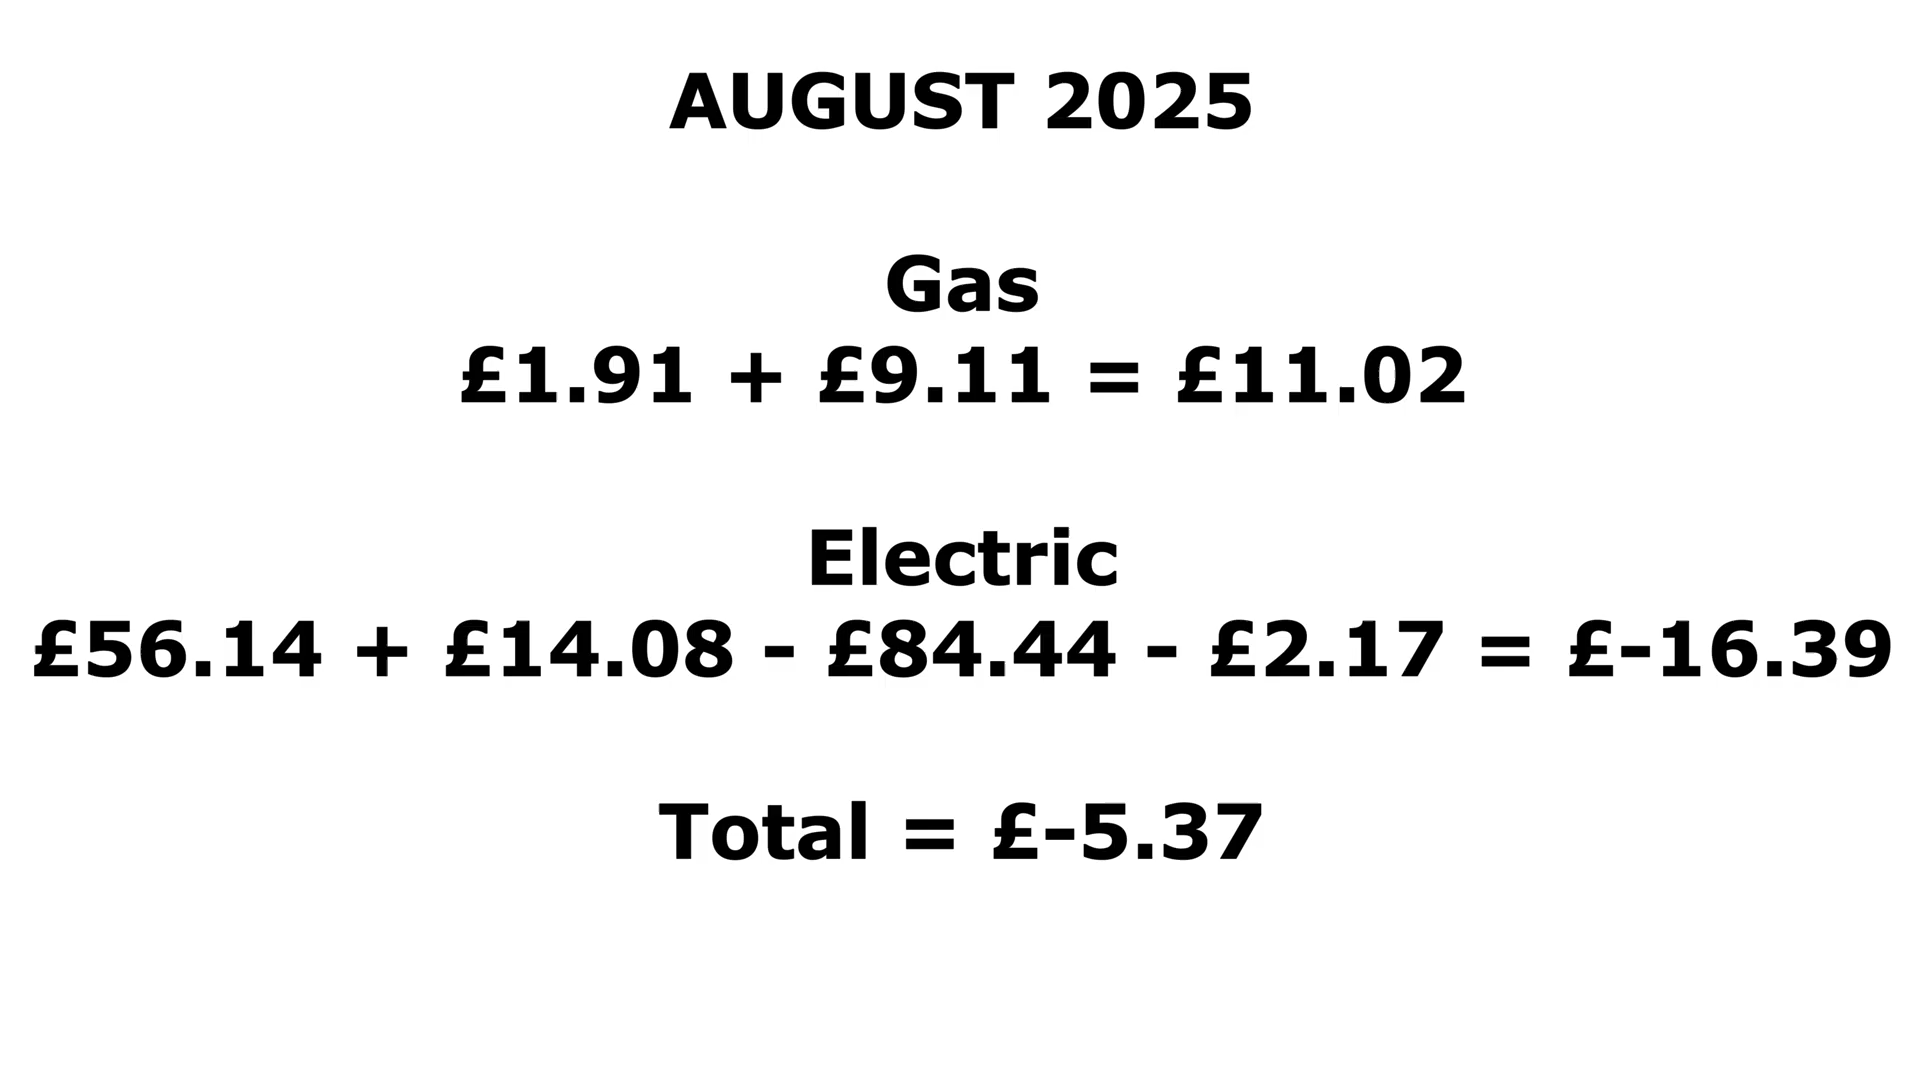 AUGUST 2025
Gas
£1.91 + £9.11 = £11.02
Electric
£56.14 + £14.08 - £84.44 - £2.17 = £-16.39
Total = £-5.37